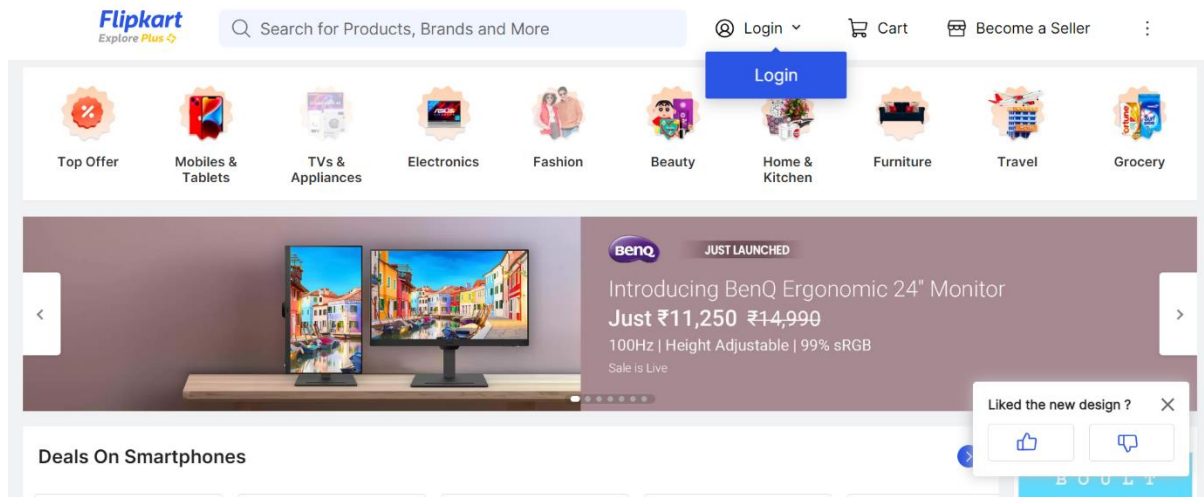 Flipkart
Explore Plus
Search for Products, Brands and More
Login
Cart
Become a Seller
Login
Top Offer
Mobiles &
Tablets
TVs &
Appliances
Electronics
Fashion
Beauty
Home &
Kitchen
Furniture
Travel
Grocery
BenQ
JUST LAUNCHED
Introducing BenQ Ergonomic 24" Monitor
Just ₹11,250 ₹14,990
100Hz | Height Adjustable | 99% sRGB
Sale is Live
Liked the new design ?
Deals On Smartphones
BOULT